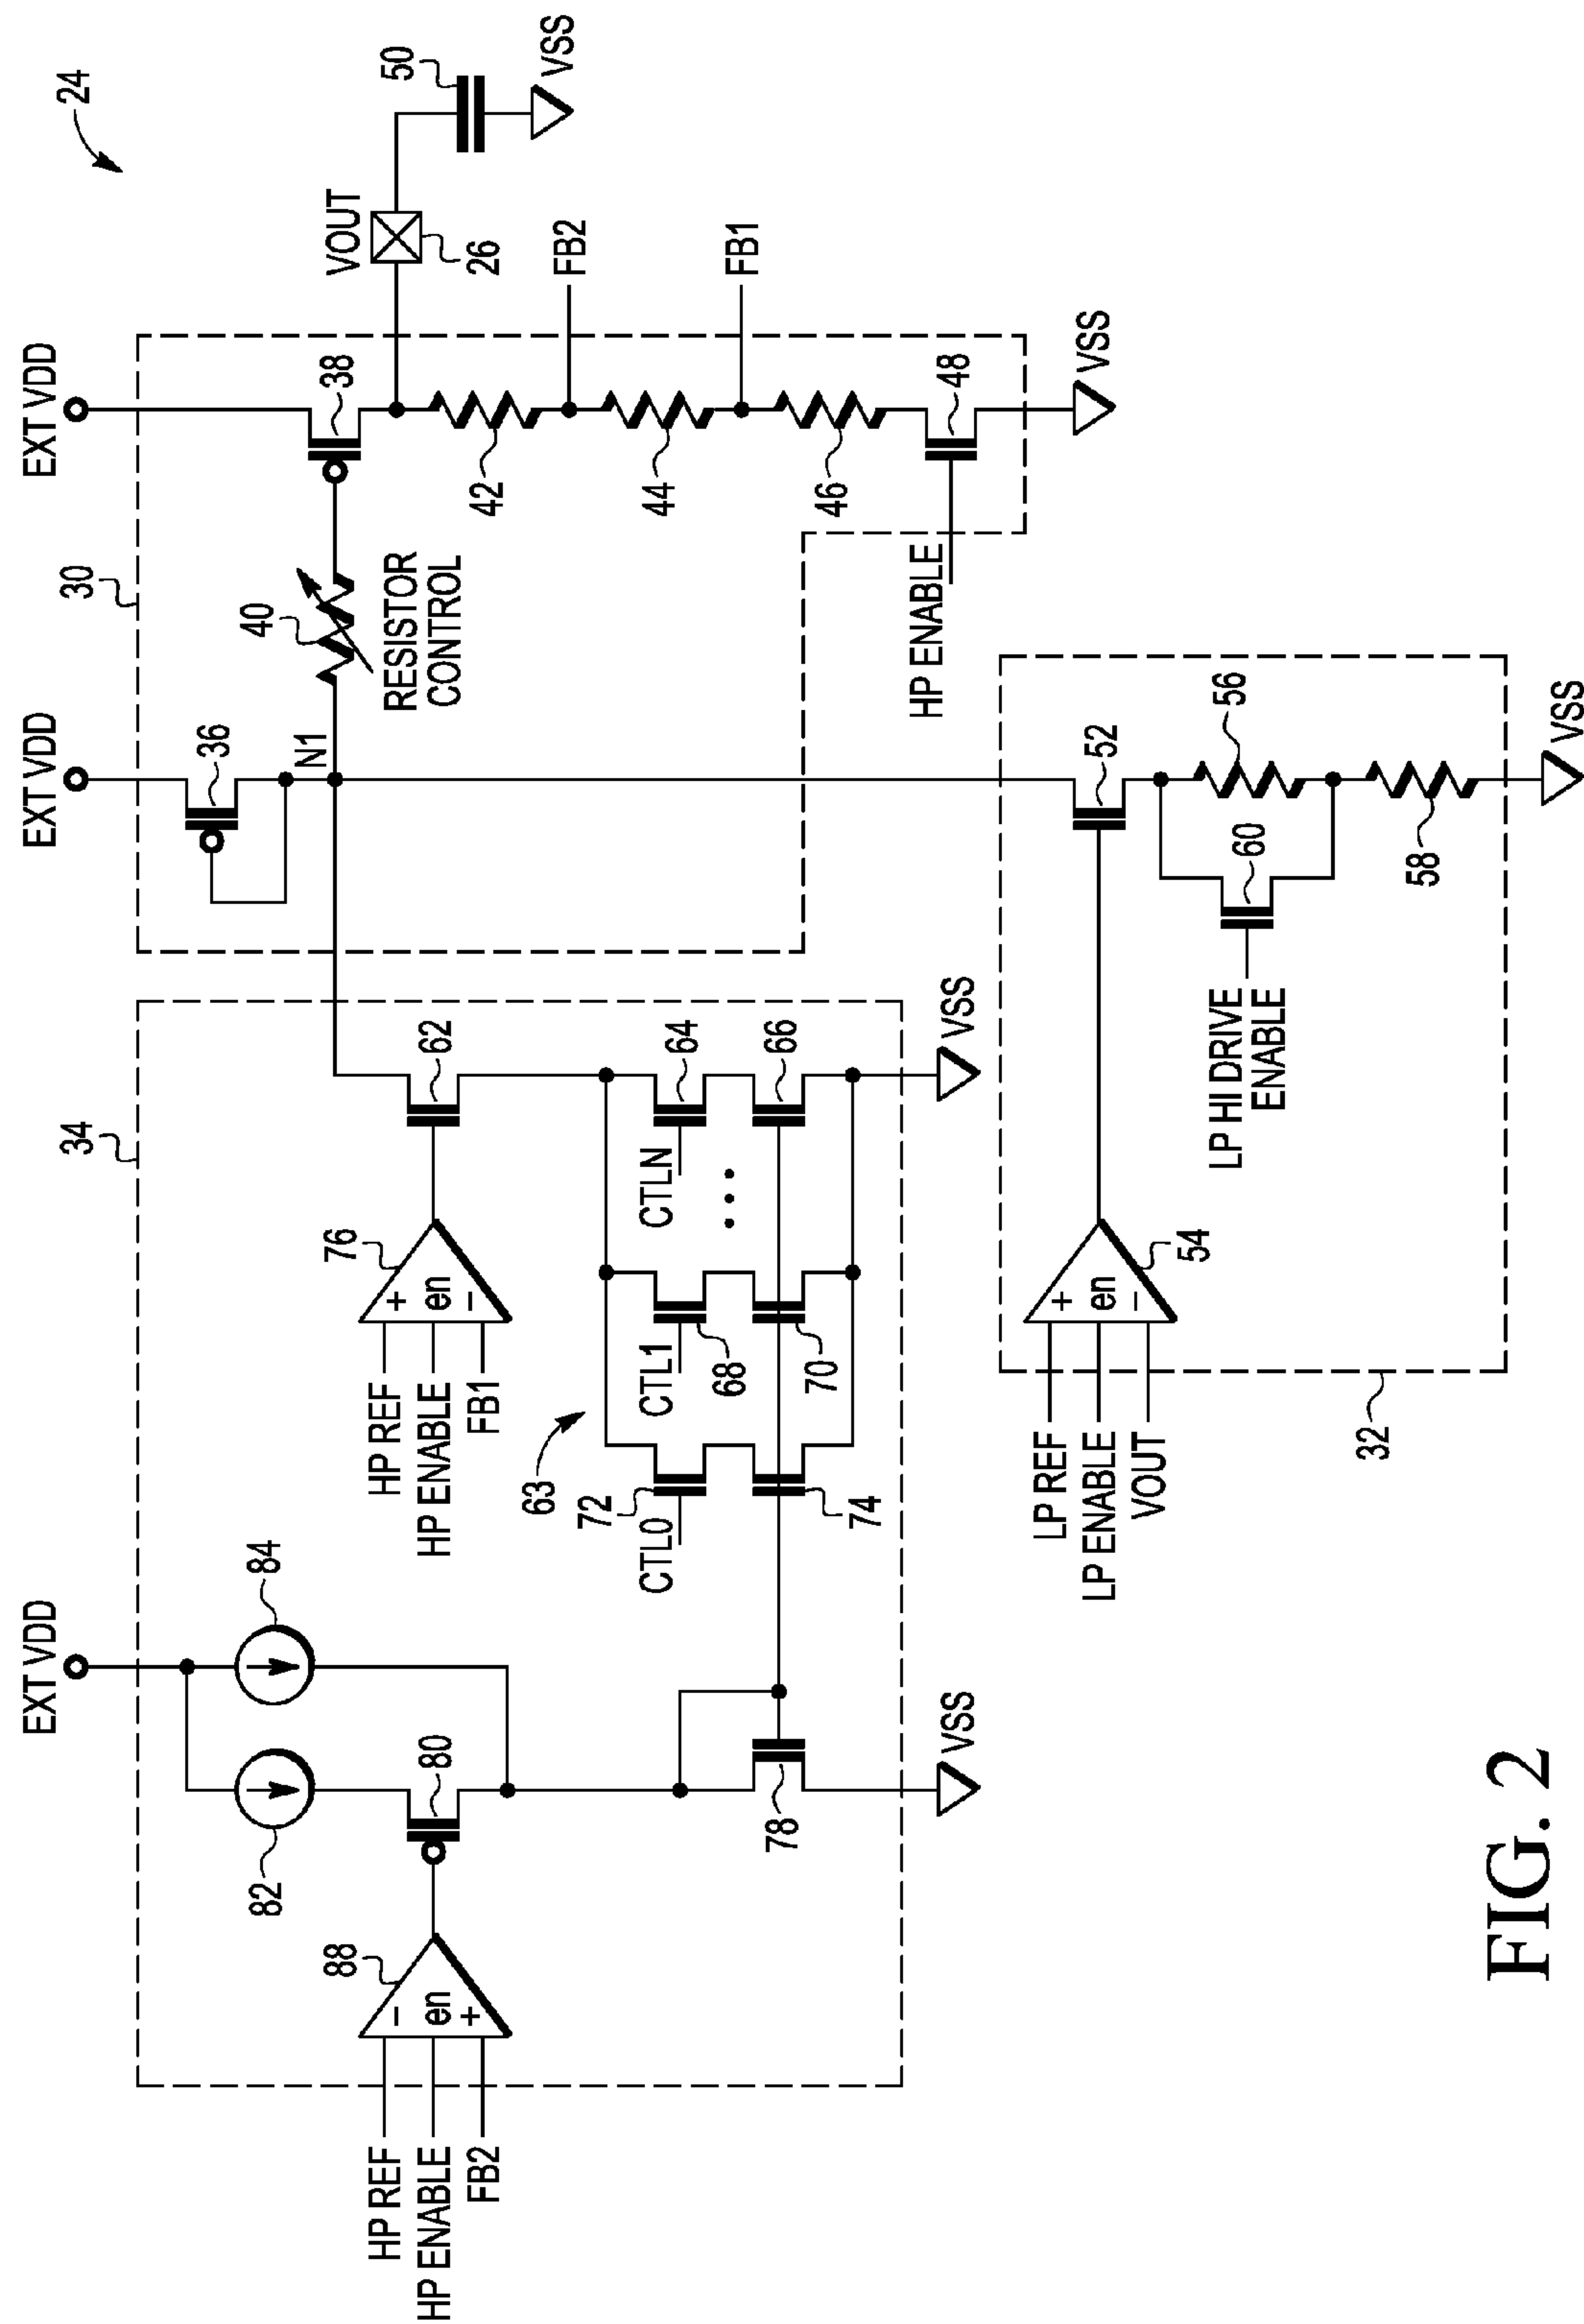 24
EXT VDD
EXT VDD
EXT VDD
30
34
36
38
N1
40
RESISTOR
CONTROL
VOUT
26
50
VSS
42
FB2
44
FB1
46
48
HP ENABLE
VSS
84
82
80
88
-
en
+
HP REF
HP ENABLE
FB2
78
VSS
76
+
en
-
HP REF
HP ENABLE
FB1
62
63
72
CTL0
CTL1
68
CTLN
64
...
74
70
66
VSS
54
+
en
-
LP REF
LP ENABLE
VOUT
32
52
56
60
LP HI DRIVE
ENABLE
58
VSS
FIG. 2